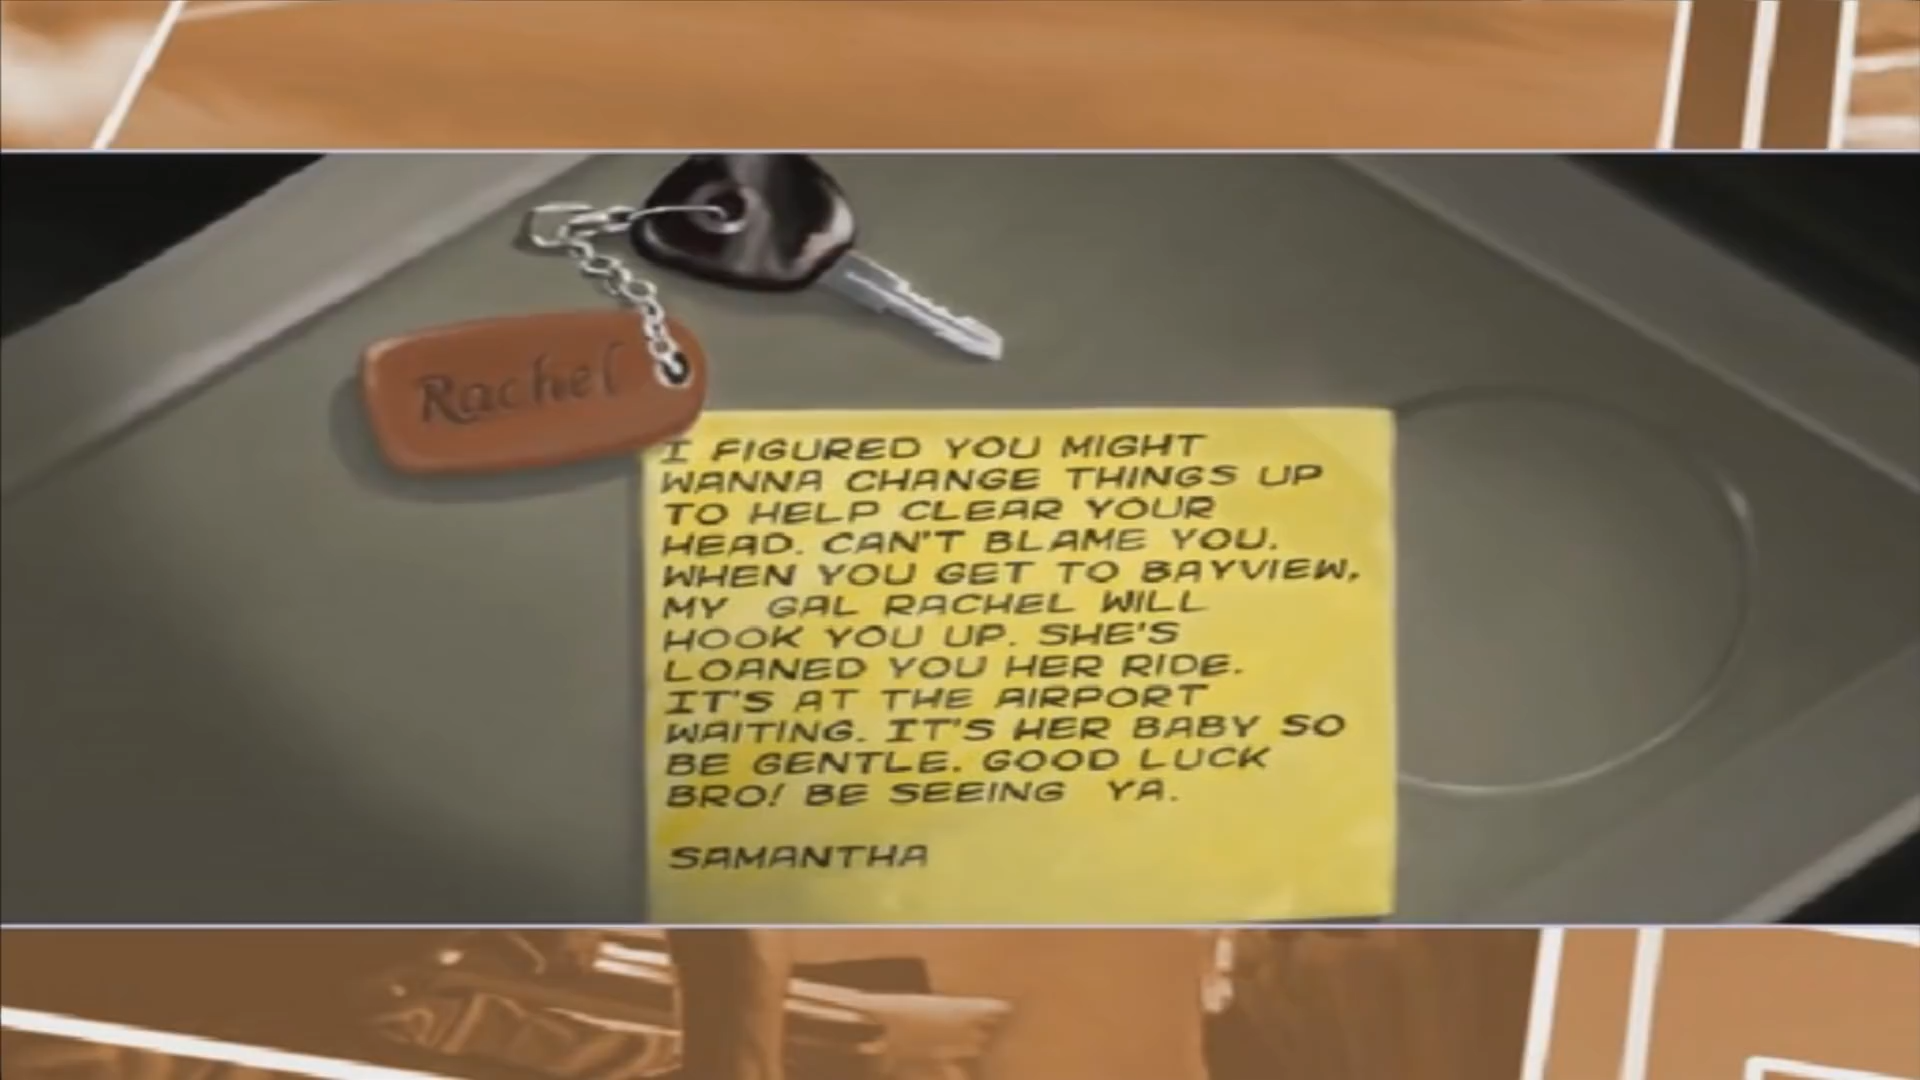 Rachel
I FIGURED YOU MIGHT
WANNA CHANGE THINGS UP
TO HELP CLEAR YOUR
HEAD. CAN'T BLAME YOU.
WHEN YOU GET TO BAYVIEW,
MY GAL RACHEL WILL
HOOK YOU UP. SHE'S
LOANED YOU HER RIDE.
IT'S AT THE AIRPORT
WAITING. IT'S HER BABY SO
BE GENTLE. GOOD LUCK
BRO! BE SEEING YA.
SAMANTHA